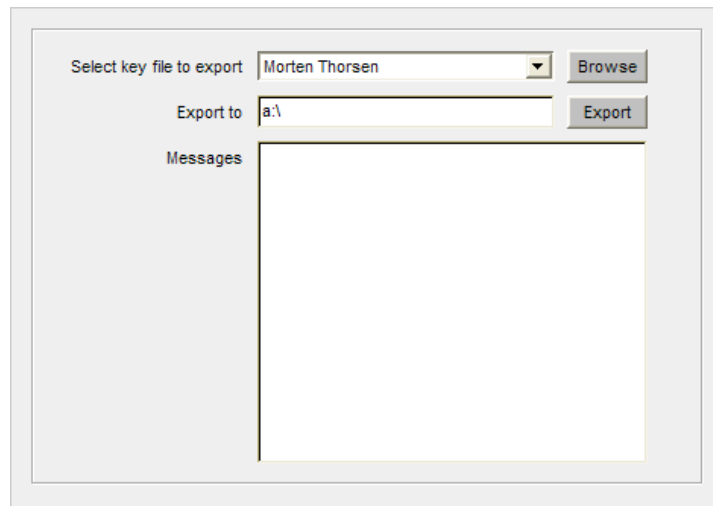 Select key file to export Morten Thorsen Browse
Export to a:\ Export
Messages